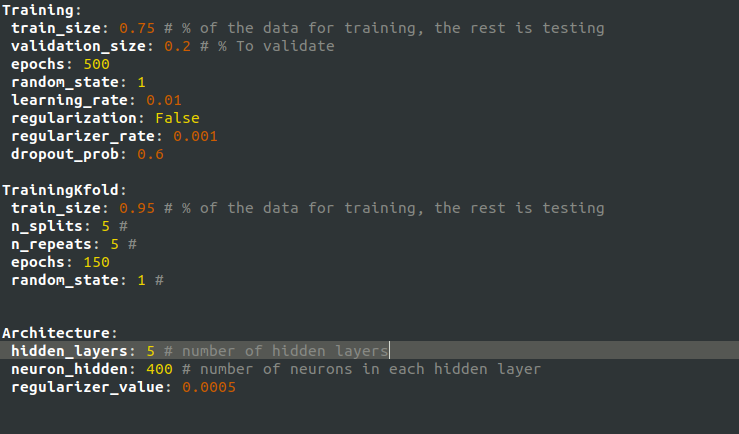 Training:
train_size: 0.75 # % of the data for training, the rest is testing
validation_size: 0.2 # % To validate
epochs: 500
random_state: 1
learning_rate: 0.01
regularization: False
regularizer_rate: 0.001
dropout_prob: 0.6
TrainingKfold:
train_size: 0.95 # % of the data for training, the rest is testing
n_splits: 5 #
n_repeats: 5 #
epochs: 150
random_state: 1 #
Architecture:
hidden_layers: 5 # number of hidden layers
neuron_hidden: 400 # number of neurons in each hidden layer
regularizer_value: 0.0005